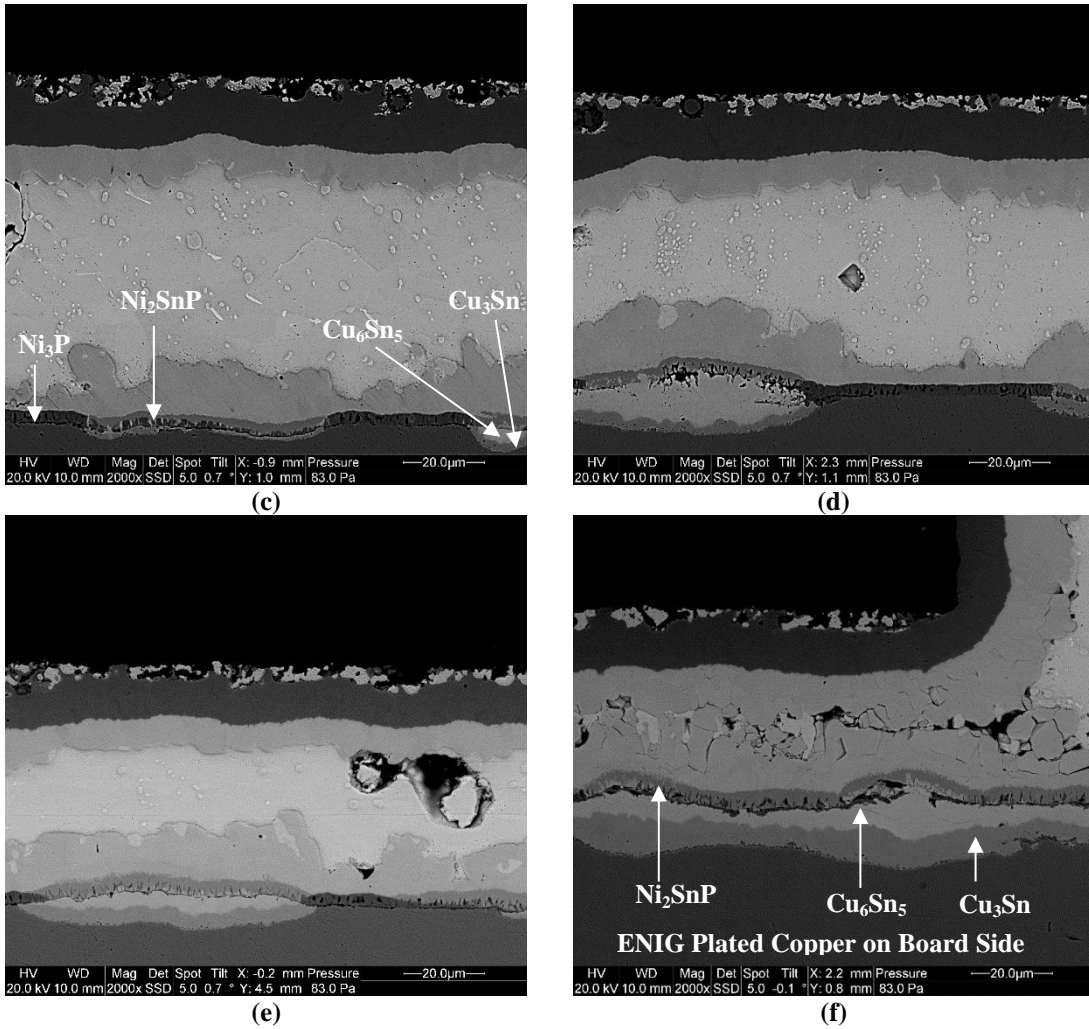 Ni₃P
Ni₂SnP
Cu₆Sn₅
Cu₃Sn
HV WD Mag Det Spot Tilt X: -0.9 mm Pressure
20.0 kV 10.0 mm 2000x SSD 5.0 0.7 ° Y: 1.0 mm 83.0 Pa
20.0µm
(c)
HV WD Mag Det Spot Tilt X: 2.3 mm Pressure
20.0 kV 10.0 mm 2000x SSD 5.0 0.7 ° Y: 1.1 mm 83.0 Pa
20.0µm
(d)
HV WD Mag Det Spot Tilt X: -0.2 mm Pressure
20.0 kV 10.0 mm 2000x SSD 5.0 0.7 ° Y: 4.5 mm 83.0 Pa
20.0µm
(e)
Ni₂SnP
Cu₆Sn₅
Cu₃Sn
ENIG Plated Copper on Board Side
HV WD Mag Det Spot Tilt X: 2.2 mm Pressure
20.0 kV 10.0 mm 2000x SSD 5.0 -0.1 ° Y: 0.8 mm 83.0 Pa
20.0µm
(f)